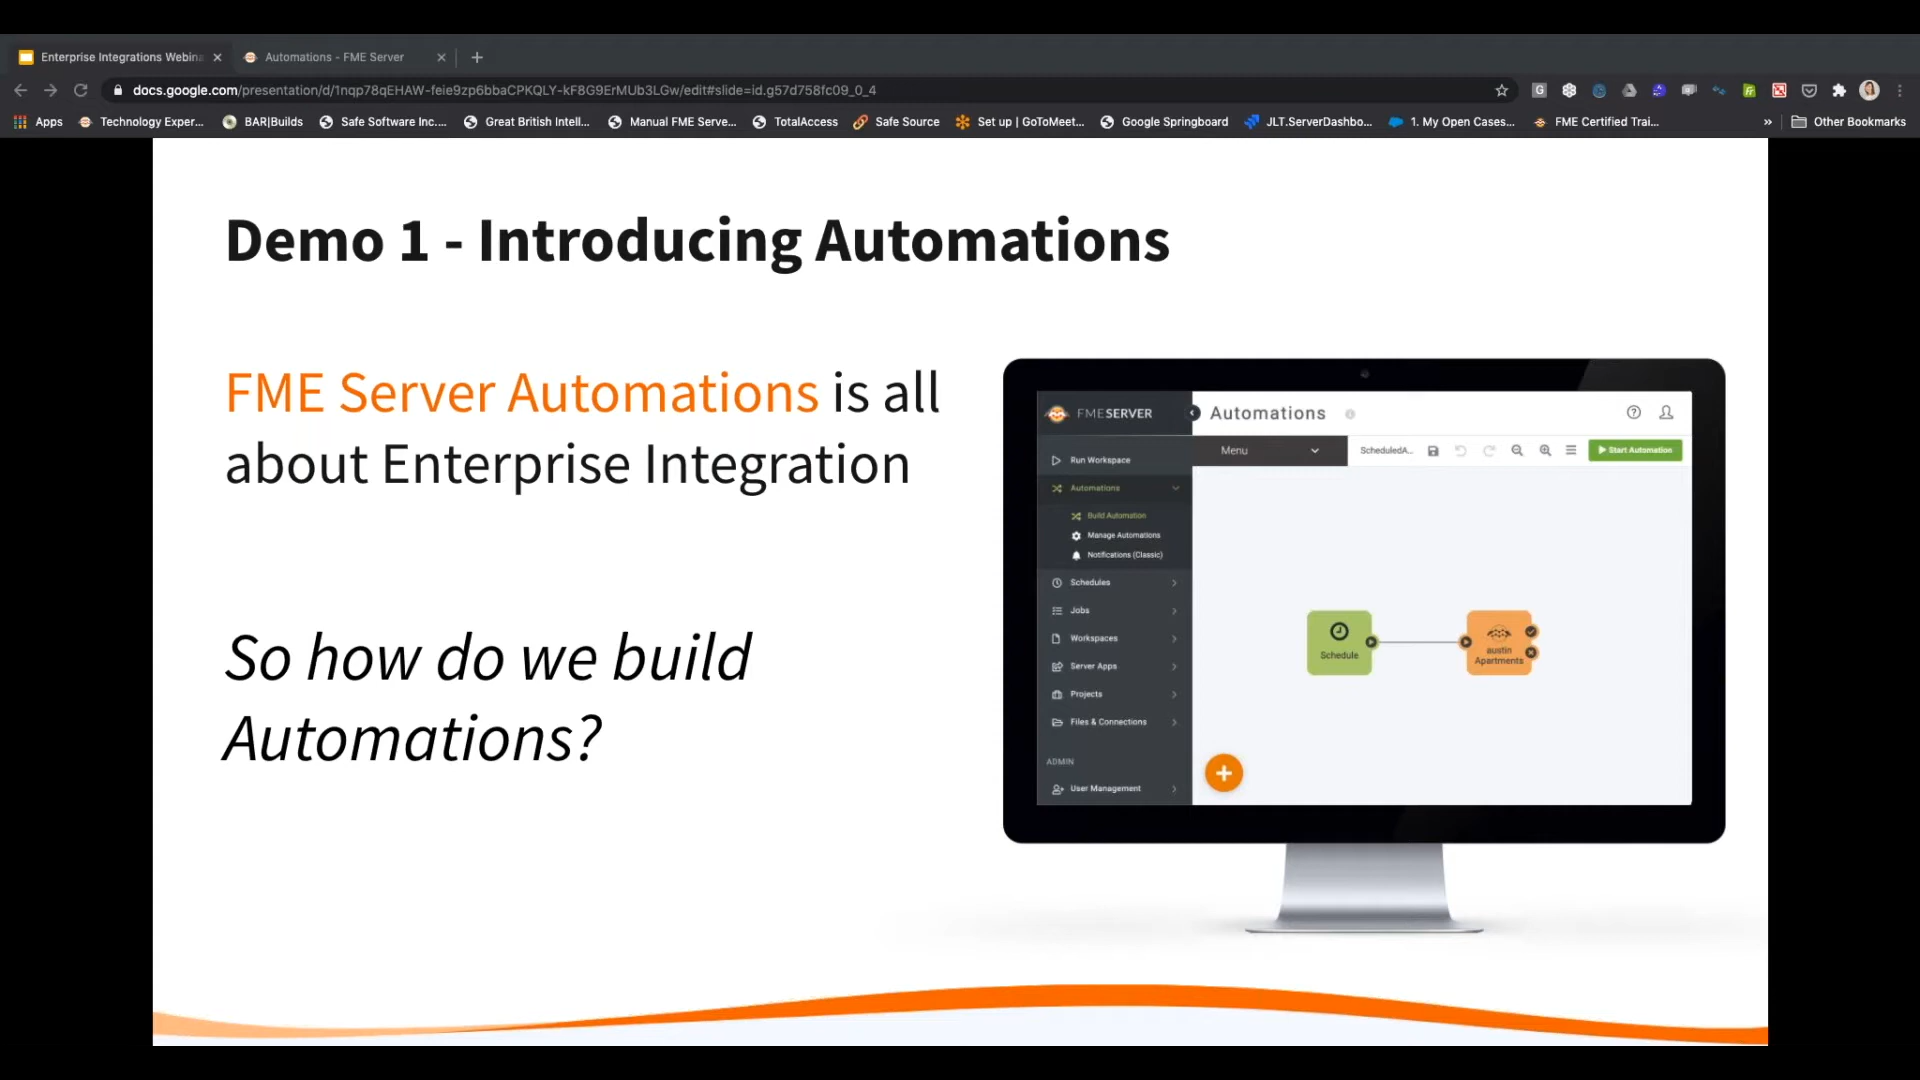 Enterprise Integrations Webina
Automations - FME Server
docs.google.com/presentation/d/1nqp78qEHAW-feie9zp6bbaCPKQLY-kF8G9ErMUb3LGw/edit#slide=id.g57d758fc09_0_4
Apps
Technology Exper...
BAR|Builds
Safe Software Inc....
Great British Intell...
Manual FME Serve...
TotalAccess
Safe Source
Set up | GoToMeet...
Google Springboard
JLT.ServerDashbo...
1. My Open Cases...
FME Certified Trai...
»
Other Bookmarks
Demo 1 - Introducing Automations
FME Server Automations is all
about Enterprise Integration
So how do we build
Automations?
FMESERVER
Automations
Menu
ScheduledA...
Start Automation
Run Workspace
Automations
Build Automation
Manage Automations
Notifications (Classic)
Schedules
Jobs
Workspaces
Server Apps
Projects
Files & Connections
ADMIN
User Management
Schedule
austin
Apartments